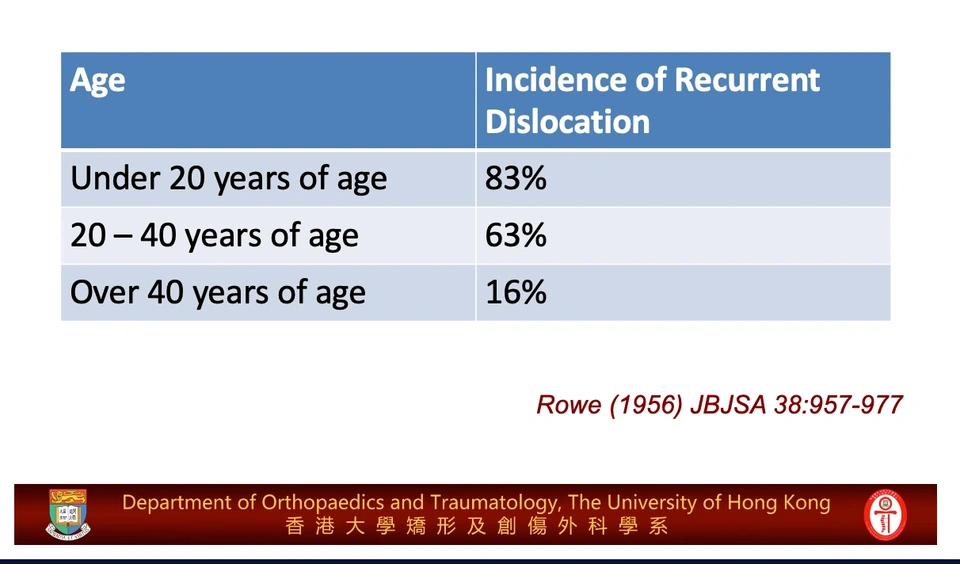 Age Incidence of Recurrent
Dislocation
Under 20 years of age 83%
20 – 40 years of age 63%
Over 40 years of age 16%
Rowe (1956) JBJSA 38:957-977
Department of Orthopaedics and Traumatology, The University of Hong Kong
香港大學矯形及創傷外科學系